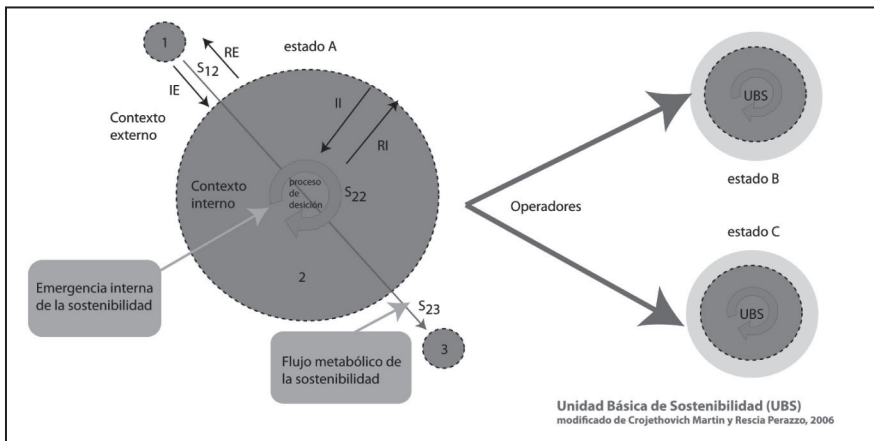 estado A
1
RE
S12
IE
Contexto
externo
II
RI
Contexto
interno
proceso
de
desición
S22
2
Emergencia interna
de la sostenibilidad
S23
3
Flujo metabólico de
la sostenibilidad
Operadores
UBS
estado B
estado C
UBS
Unidad Básica de Sostenibilidad (UBS)
modificado de Crojethovich Martin y Rescia Perazzo, 2006